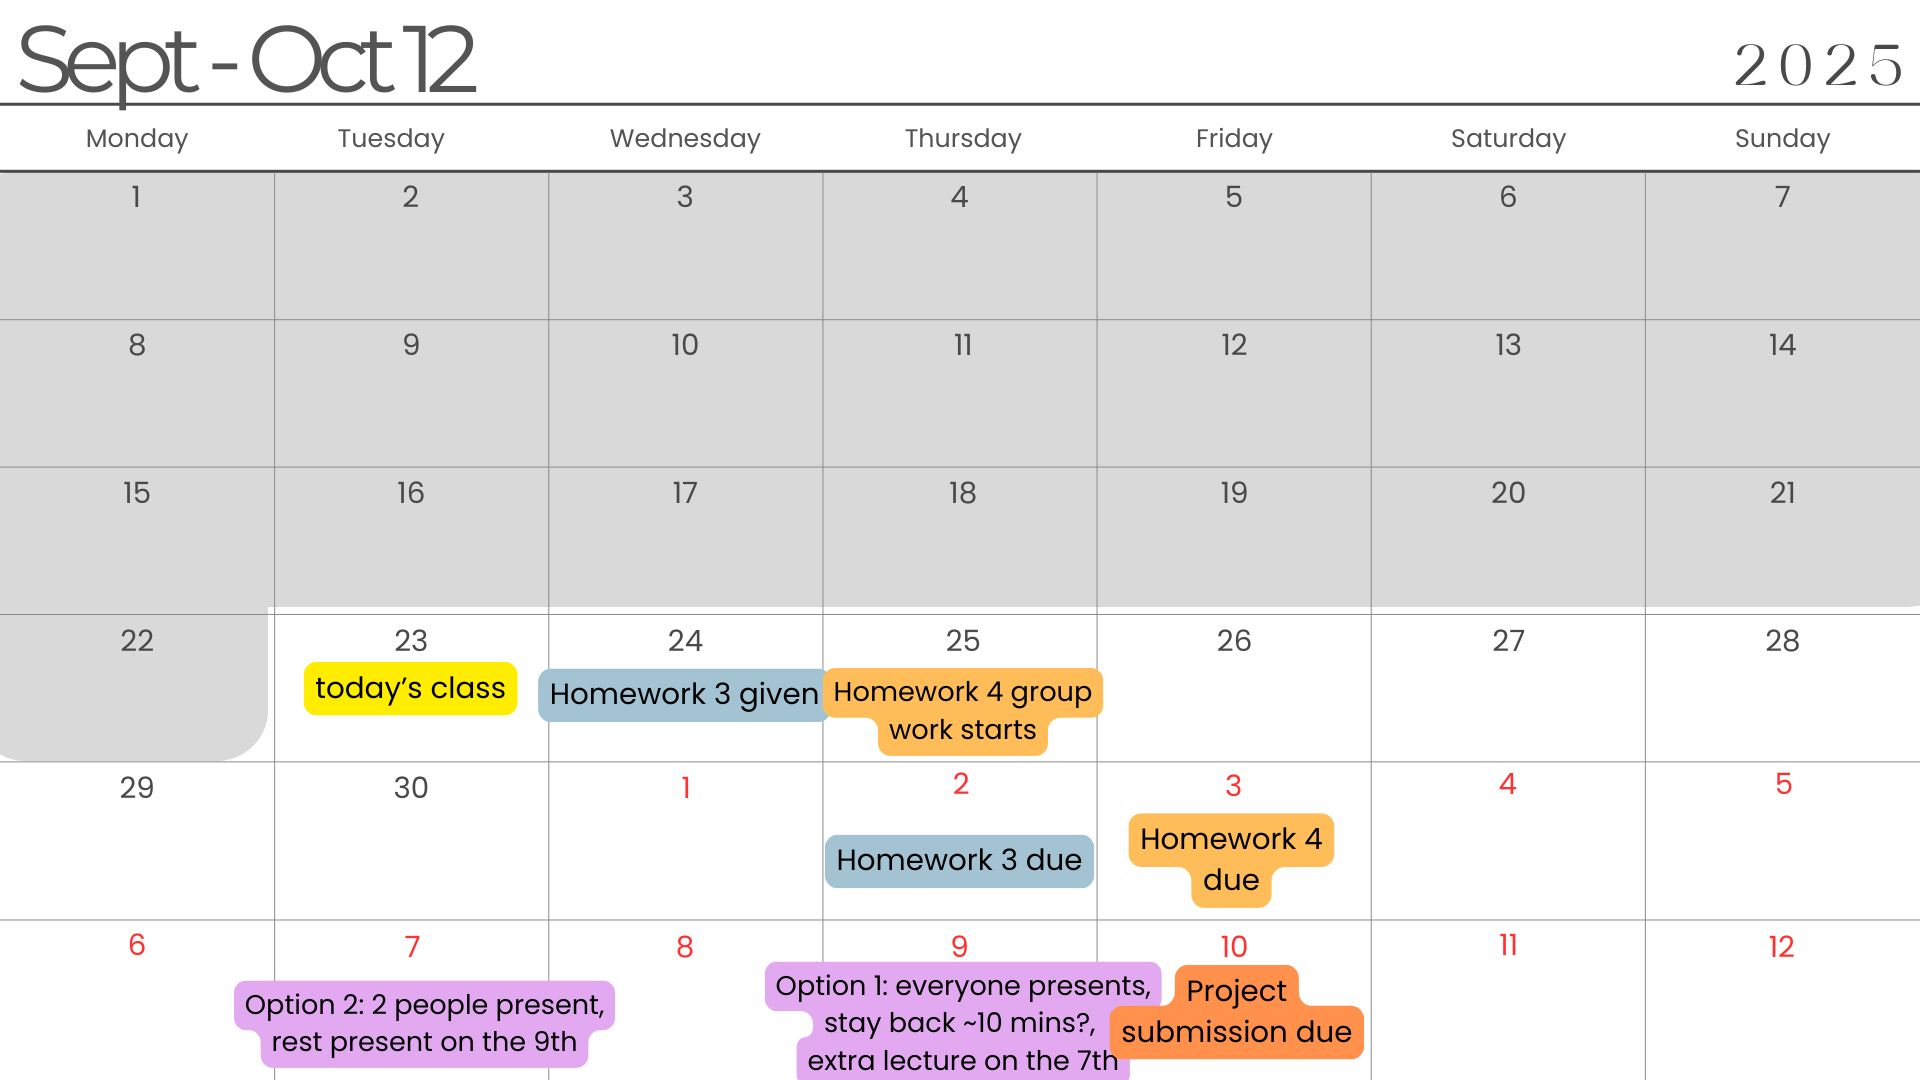 Sept - Oct 12
2025
Monday Tuesday Wednesday Thursday Friday Saturday Sunday
1 2 3 4 5 6 7
8 9 10 11 12 13 14
15 16 17 18 19 20 21
22 23 24 25 26 27 28
today’s class
Homework 3 given
Homework 4 group
work starts
29 30 1 2 3 4 5
Homework 3 due
Homework 4
due
6 7 8 9 10 11 12
Option 2: 2 people present,
rest present on the 9th
Option 1: everyone presents,
stay back ~10 mins?,
extra lecture on the 7th
Project
submission due